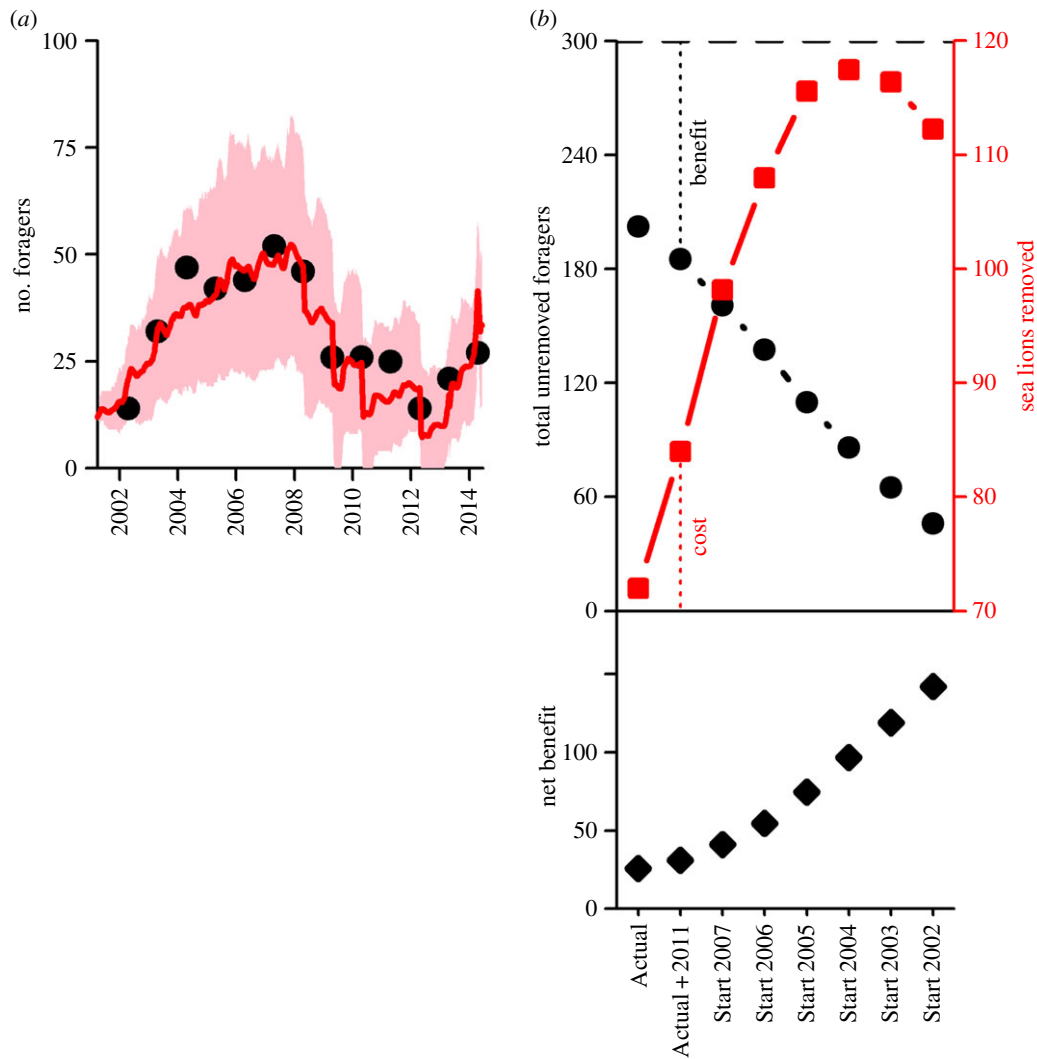 (a)
100
75
50
25
0
no. foragers
2002
2004
2006
2008
2010
2012
2014
(b)
300
240
180
120
60
0
total unremoved foragers
benefit
cost
120
110
100
90
80
70
sea lions removed
100
50
0
net benefit
Actual
Actual + 2011
Start 2007
Start 2006
Start 2005
Start 2004
Start 2003
Start 2002